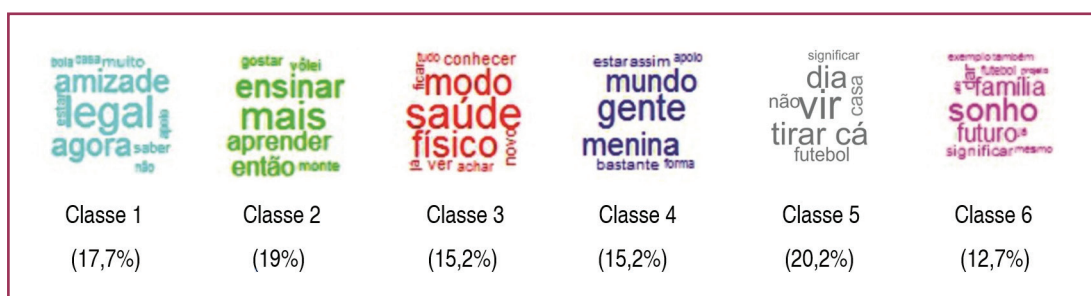 bola casa muito
amizade
estar legal apoio
agora saber
não
gostar vôlei
ensinar
mais
aprender
então monte
tudo conhecer
ficar modo
saúde
físico novo
já ver achar
estar assim apoio
mundo
gente
menina
bastante forma
significar
dia casa
não vir
tirar cá
futebol
exemplo também
dar futebol projeto
família
sonho
futuro
significar mesmo
Classe 1 Classe 2 Classe 3 Classe 4 Classe 5 Classe 6
(17,7%) (19%) (15,2%) (15,2%) (20,2%) (12,7%)